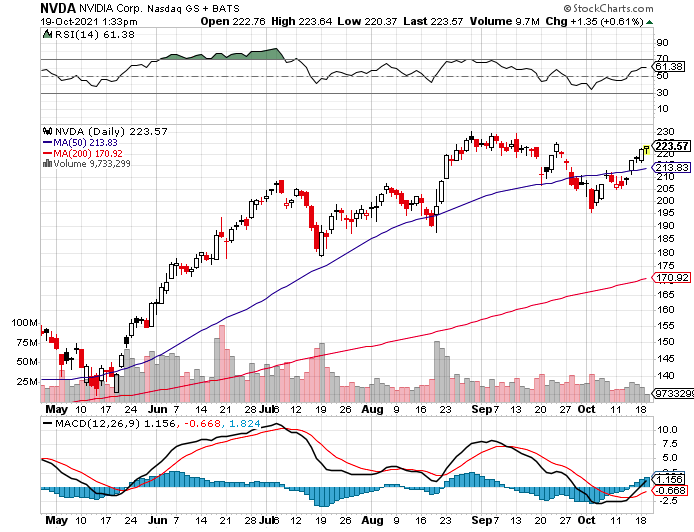 NVDA NVIDIA Corp. Nasdaq GS + BATS © StockCharts.com
19-Oct-2021 1:33pm Open 222.76 High 223.64 Low 220.37 Last 223.57 Volume 9.7M Chg +1.35 (+0.61%)
RSI(14) 61.38
90
70
61.38
50
30
10
NVDA (Daily) 223.57
MA(50) 213.83
MA(200) 170.92
Volume 9,733,299
230
223.57
220
213.83
210
205
200
195
190
185
180
175
170.92
165
160
155
150
145
140
100M
75M
50M
25M
9733299
May 10 17 24 Jun 7 14 21 28 Jul 6 12 19 26 Aug 9 16 23 Sep 7 13 20 27 Oct 11 18
MACD(12,26,9) 1.156, -0.668, 1.824
10.0
7.5
5.0
1.156
-0.668
-2.5
May 10 17 24 Jun 7 14 21 28 Jul 6 12 19 26 Aug 9 16 23 Sep 7 13 20 27 Oct 11 18